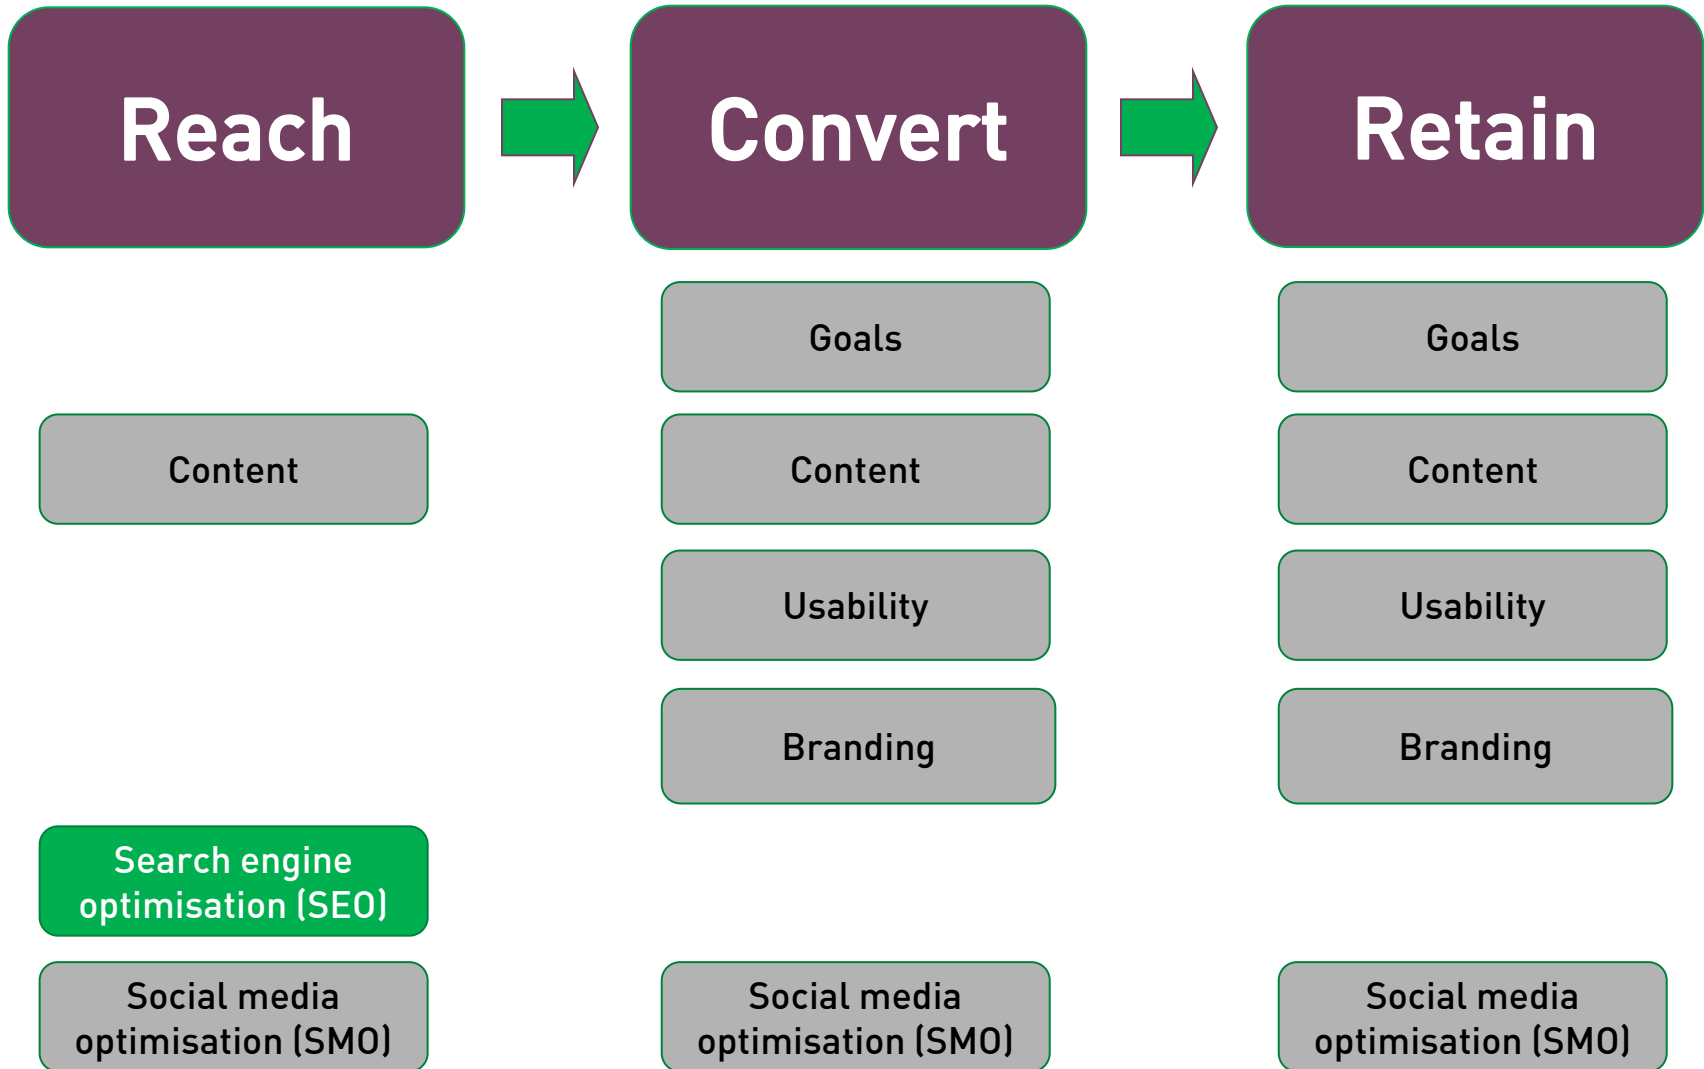 Reach
Convert
Retain
Goals
Goals
Content
Content
Content
Usability
Usability
Branding
Branding
Search engine
optimisation (SEO)
Social media
optimisation (SMO)
Social media
optimisation (SMO)
Social media
optimisation (SMO)